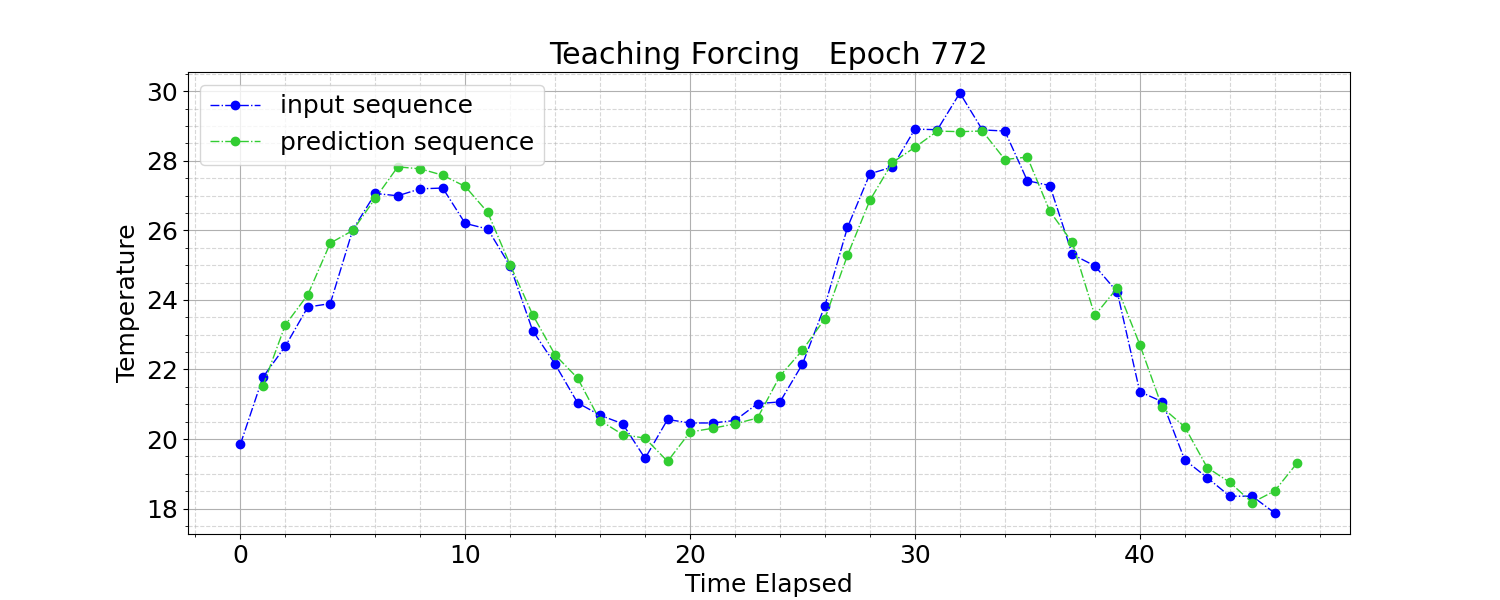 Teaching Forcing   Epoch 772
input sequence
prediction sequence
Temperature
30
28
26
24
22
20
18
0 10 20 30 40
Time Elapsed